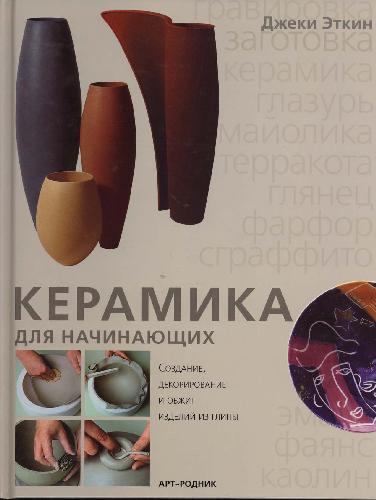 Джеки Эткин
гравировка
заготовка
керамика
глазурь
майолика
терракота
глянец
фарфор
сграффито
КЕРАМИКА
ДЛЯ НАЧИНАЮЩИХ
Создание,
декорирование
и обжиг
изделий из глины
фаянс
каолин
АРТ-РОДНИК